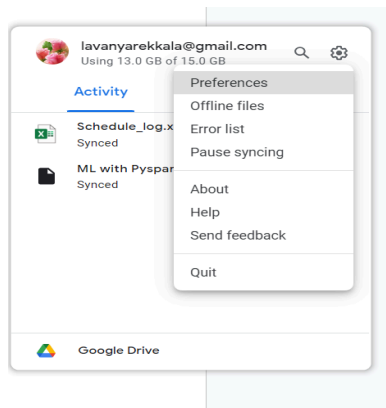 lavanyarekkala@gmail.com
Using 13.0 GB of 15.0 GB
Activity
Preferences
Offline files
Error list
Pause syncing
About
Help
Send feedback
Quit
Schedule_log.x
Synced
ML with Pyspar
Synced
Google Drive